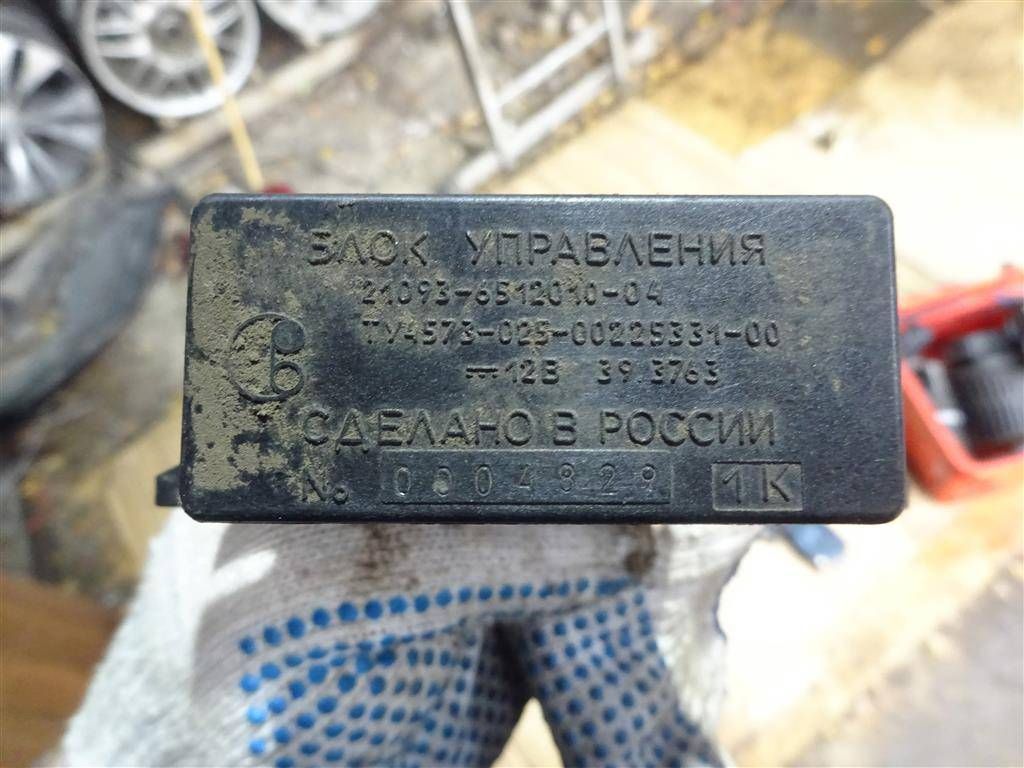 БЛОК УПРАВЛЕНИЯ
21093-6512010-04
ТУ4573-025-00225331-00
12В 39.3763
СДЕЛАНО В РОССИИ
№ 0004829 1К